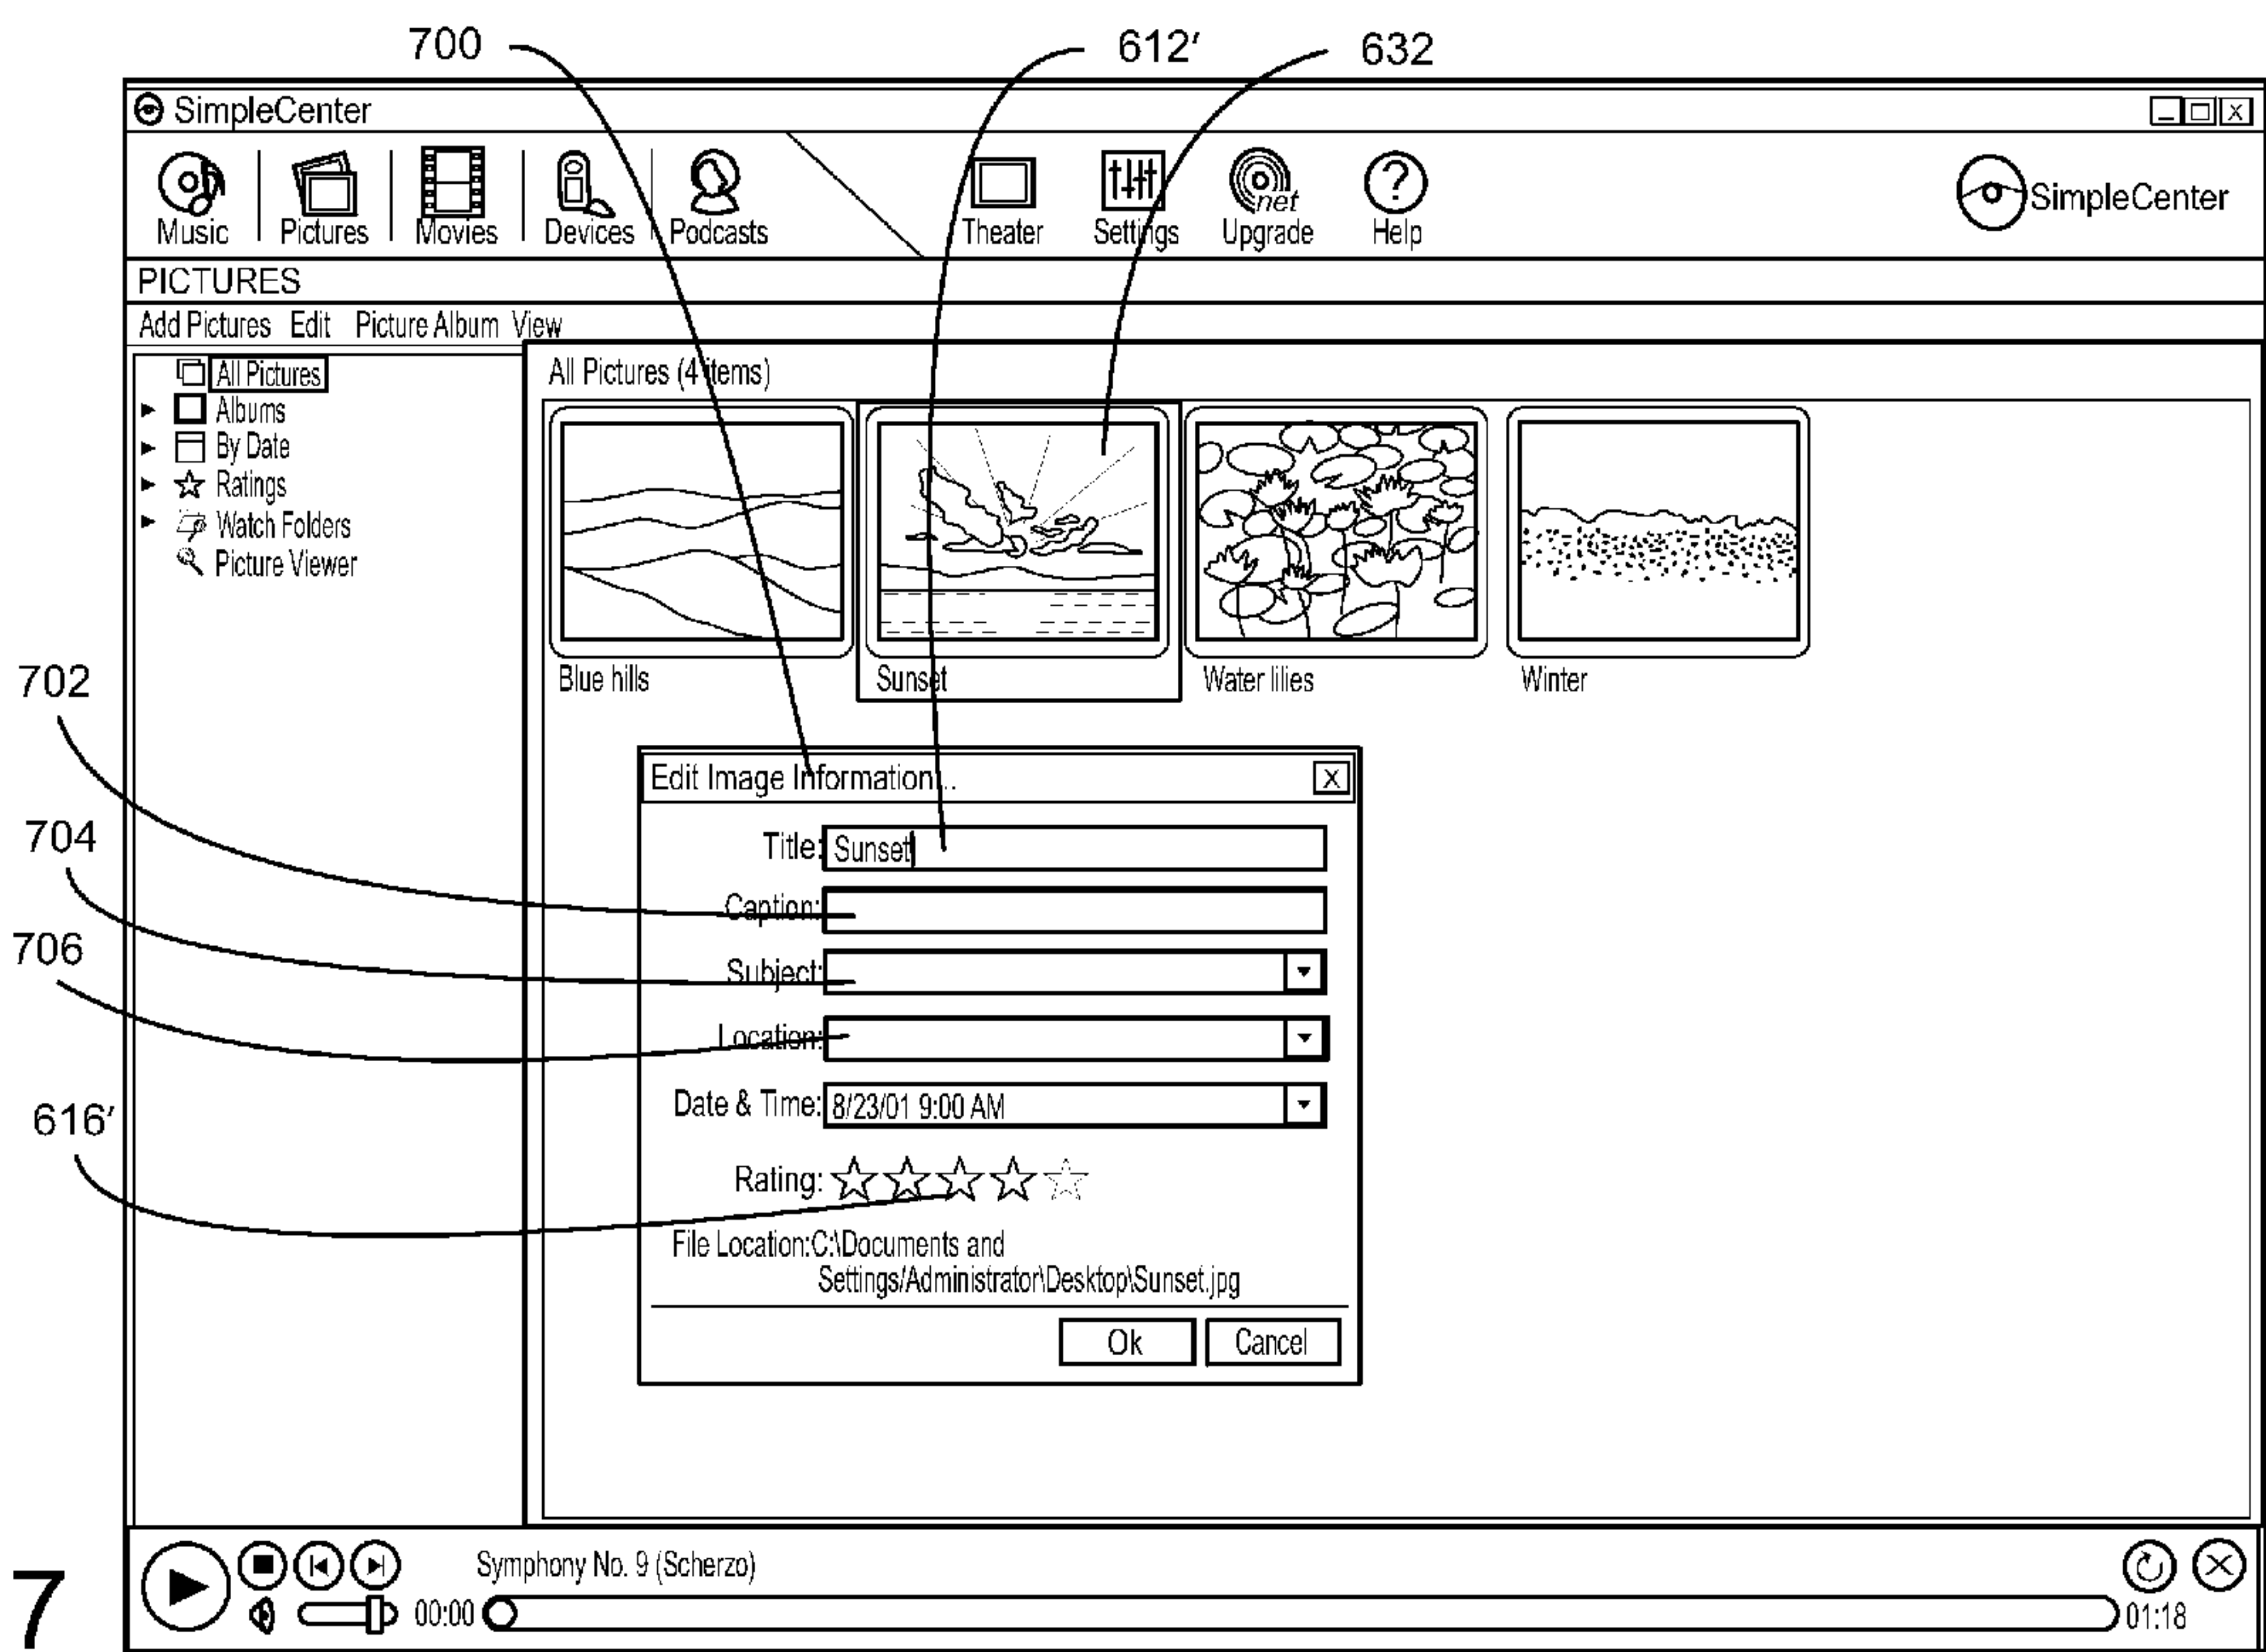 700 612′ 632
SimpleCenter
Music Pictures Movies Devices Podcasts Theater Settings net Upgrade Help SimpleCenter
PICTURES
Add Pictures Edit Picture Album View
All Pictures
Albums
By Date
Ratings
Watch Folders
Picture Viewer
All Pictures (4 items)
Blue hills Sunset Water lilies Winter
702
704
706
616′
Edit Image Information...
Title: Sunset
Caption:
Subject:
Location:
Date & Time: 8/23/01 9:00 AM
Rating:
File Location:C:\Documents and
Settings/Administrator\Desktop\Sunset.jpg
Ok Cancel
7
Symphony No. 9 (Scherzo)
00:00 01:18